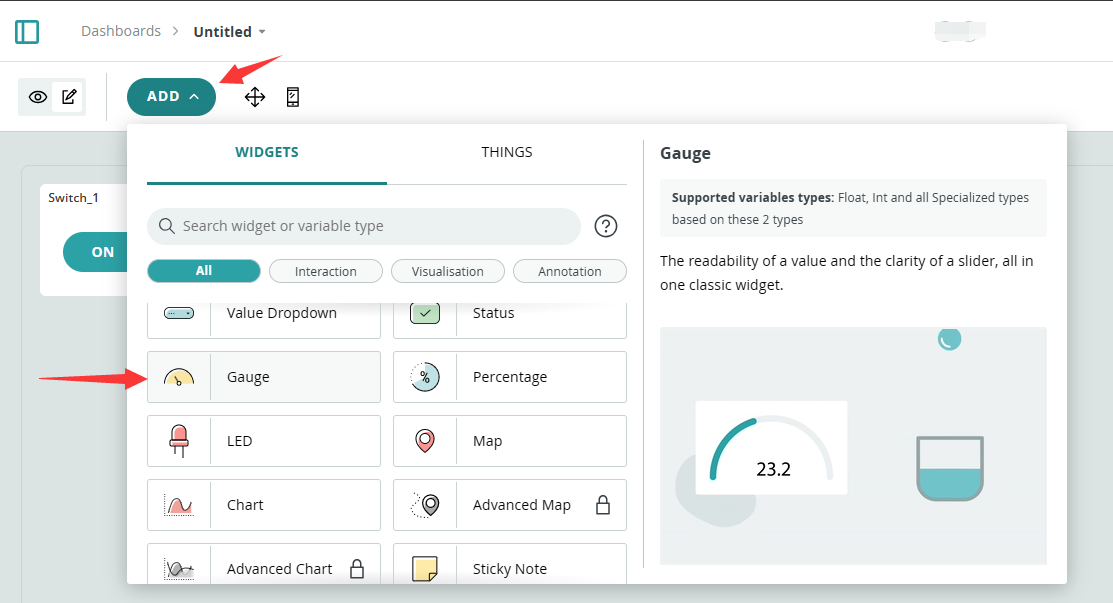 Dashboards > Untitled
ADD
WIDGETS
THINGS
Switch_1
ON
Search widget or variable type
?
All
Interaction
Visualisation
Annotation
Value Dropdown
Status
Gauge
%
Percentage
LED
Map
Chart
Advanced Map
Advanced Chart
Sticky Note
Gauge
Supported variables types: Float, Int and all Specialized types
based on these 2 types
The readability of a value and the clarity of a slider, all in
one classic widget.
23.2